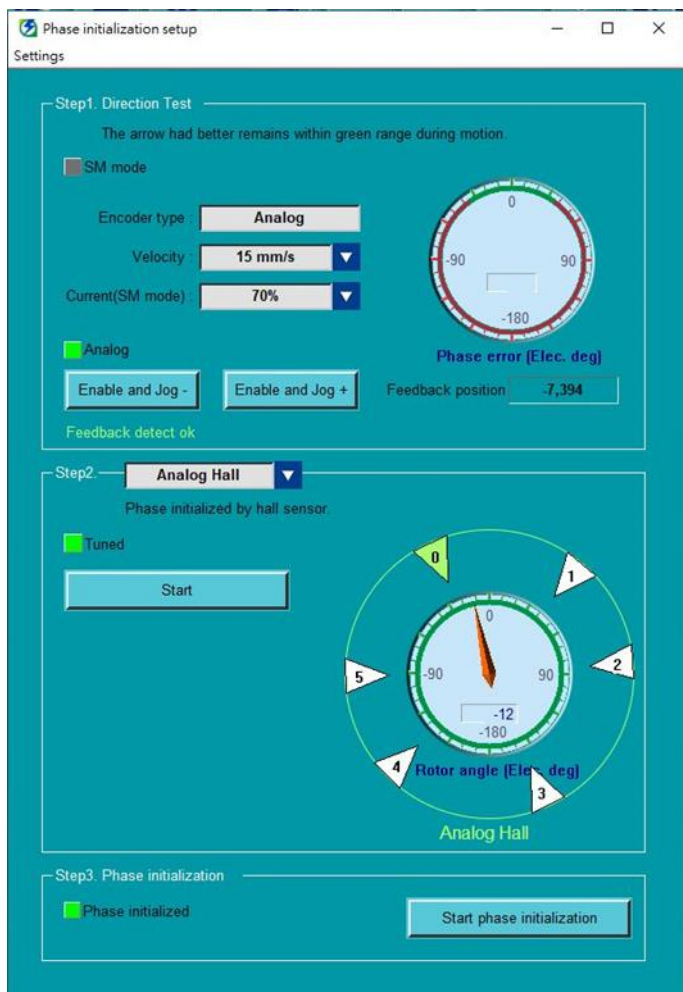 Phase initialization setup
Settings
Step1. Direction Test
The arrow had better remains within green range during motion.
SM mode
Encoder type : Analog
Velocity : 15 mm/s
Current(SM mode) : 70%
0
-90 90
-180
Phase error (Elec. deg)
Analog
Enable and Jog - Enable and Jog + Feedback position -7,394
Feedback detect ok
Step2. Analog Hall
Phase initialized by hall sensor.
Tuned
Start
0
1
2
3
4
5
0
-90 90
-12
-180
Rotor angle (Elec. deg)
Analog Hall
Step3. Phase initialization
Phase initialized
Start phase initialization